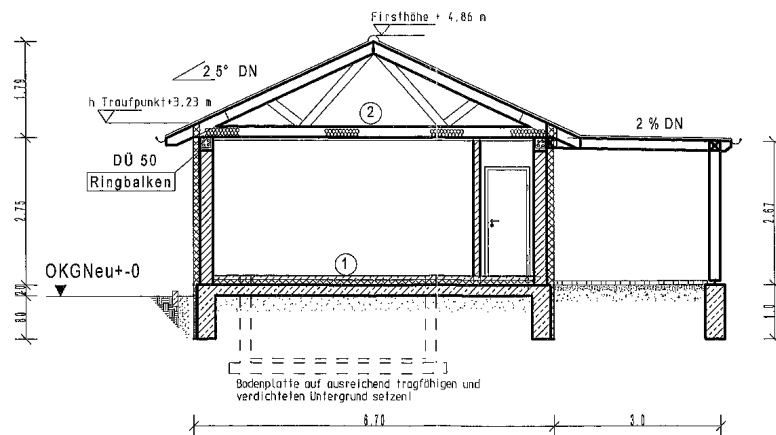 Firsthöhe + 4,86 m
25° DN
h Traufpunkt+3.23 m
2
2 % DN
DÜ 50
Ringbalken
1
OKGNeu+-0
Bodenplatte auf ausreichend tragfähigen und
verdichteten Untergrund setzen!
1,79
2.75
20
80
2.67
1.0
6.70
3.0